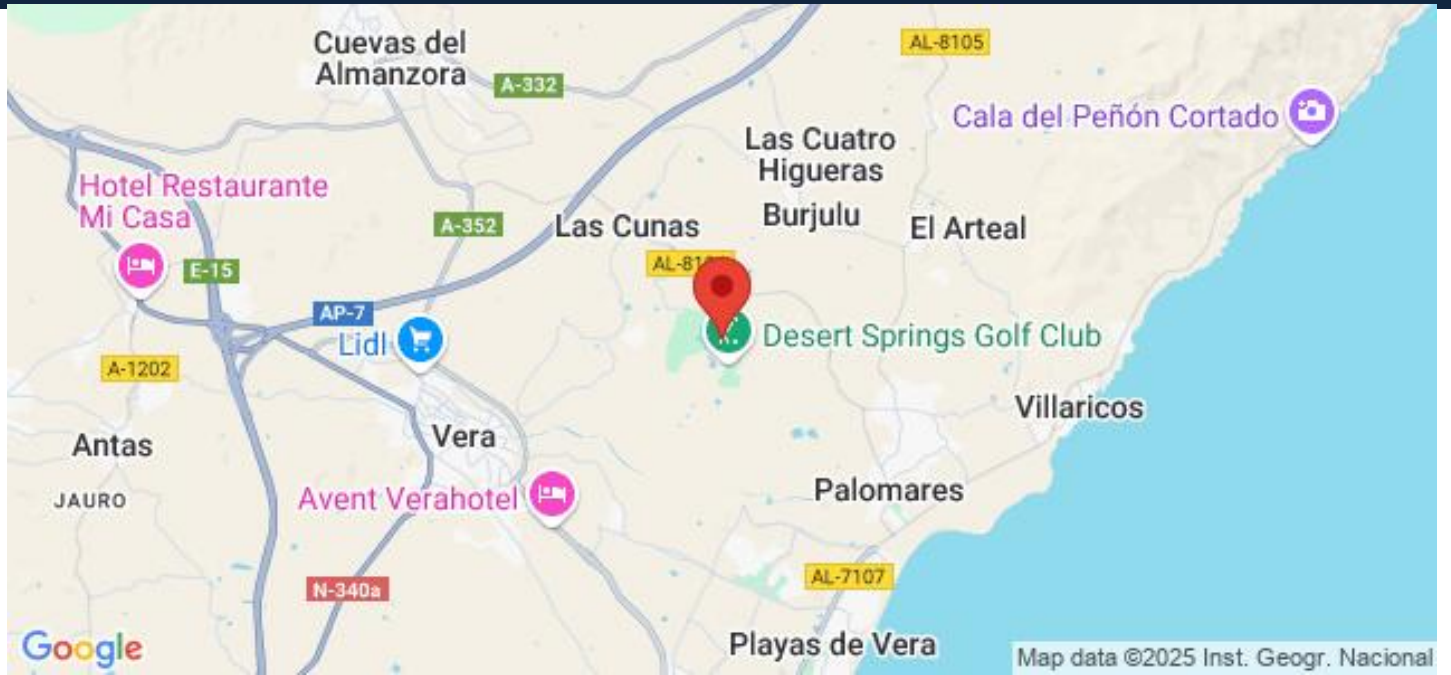 Cuevas del
Almanzora
AL-8105
A-332
Cala del Peñón Cortado
Las Cuatro
Higueras
Hotel Restaurante
Mi Casa
A-352
Las Cunas
Burjulu
El Arteal
E-15
AP-7
Lidl
Desert Springs Golf Club
A-1202
Villaricos
Antas
Vera
JAURO
Avent Verahotel
Palomares
N-340a
AL-7107
Playas de Vera
Google
Map data ©2025 Inst. Geogr. Nacional